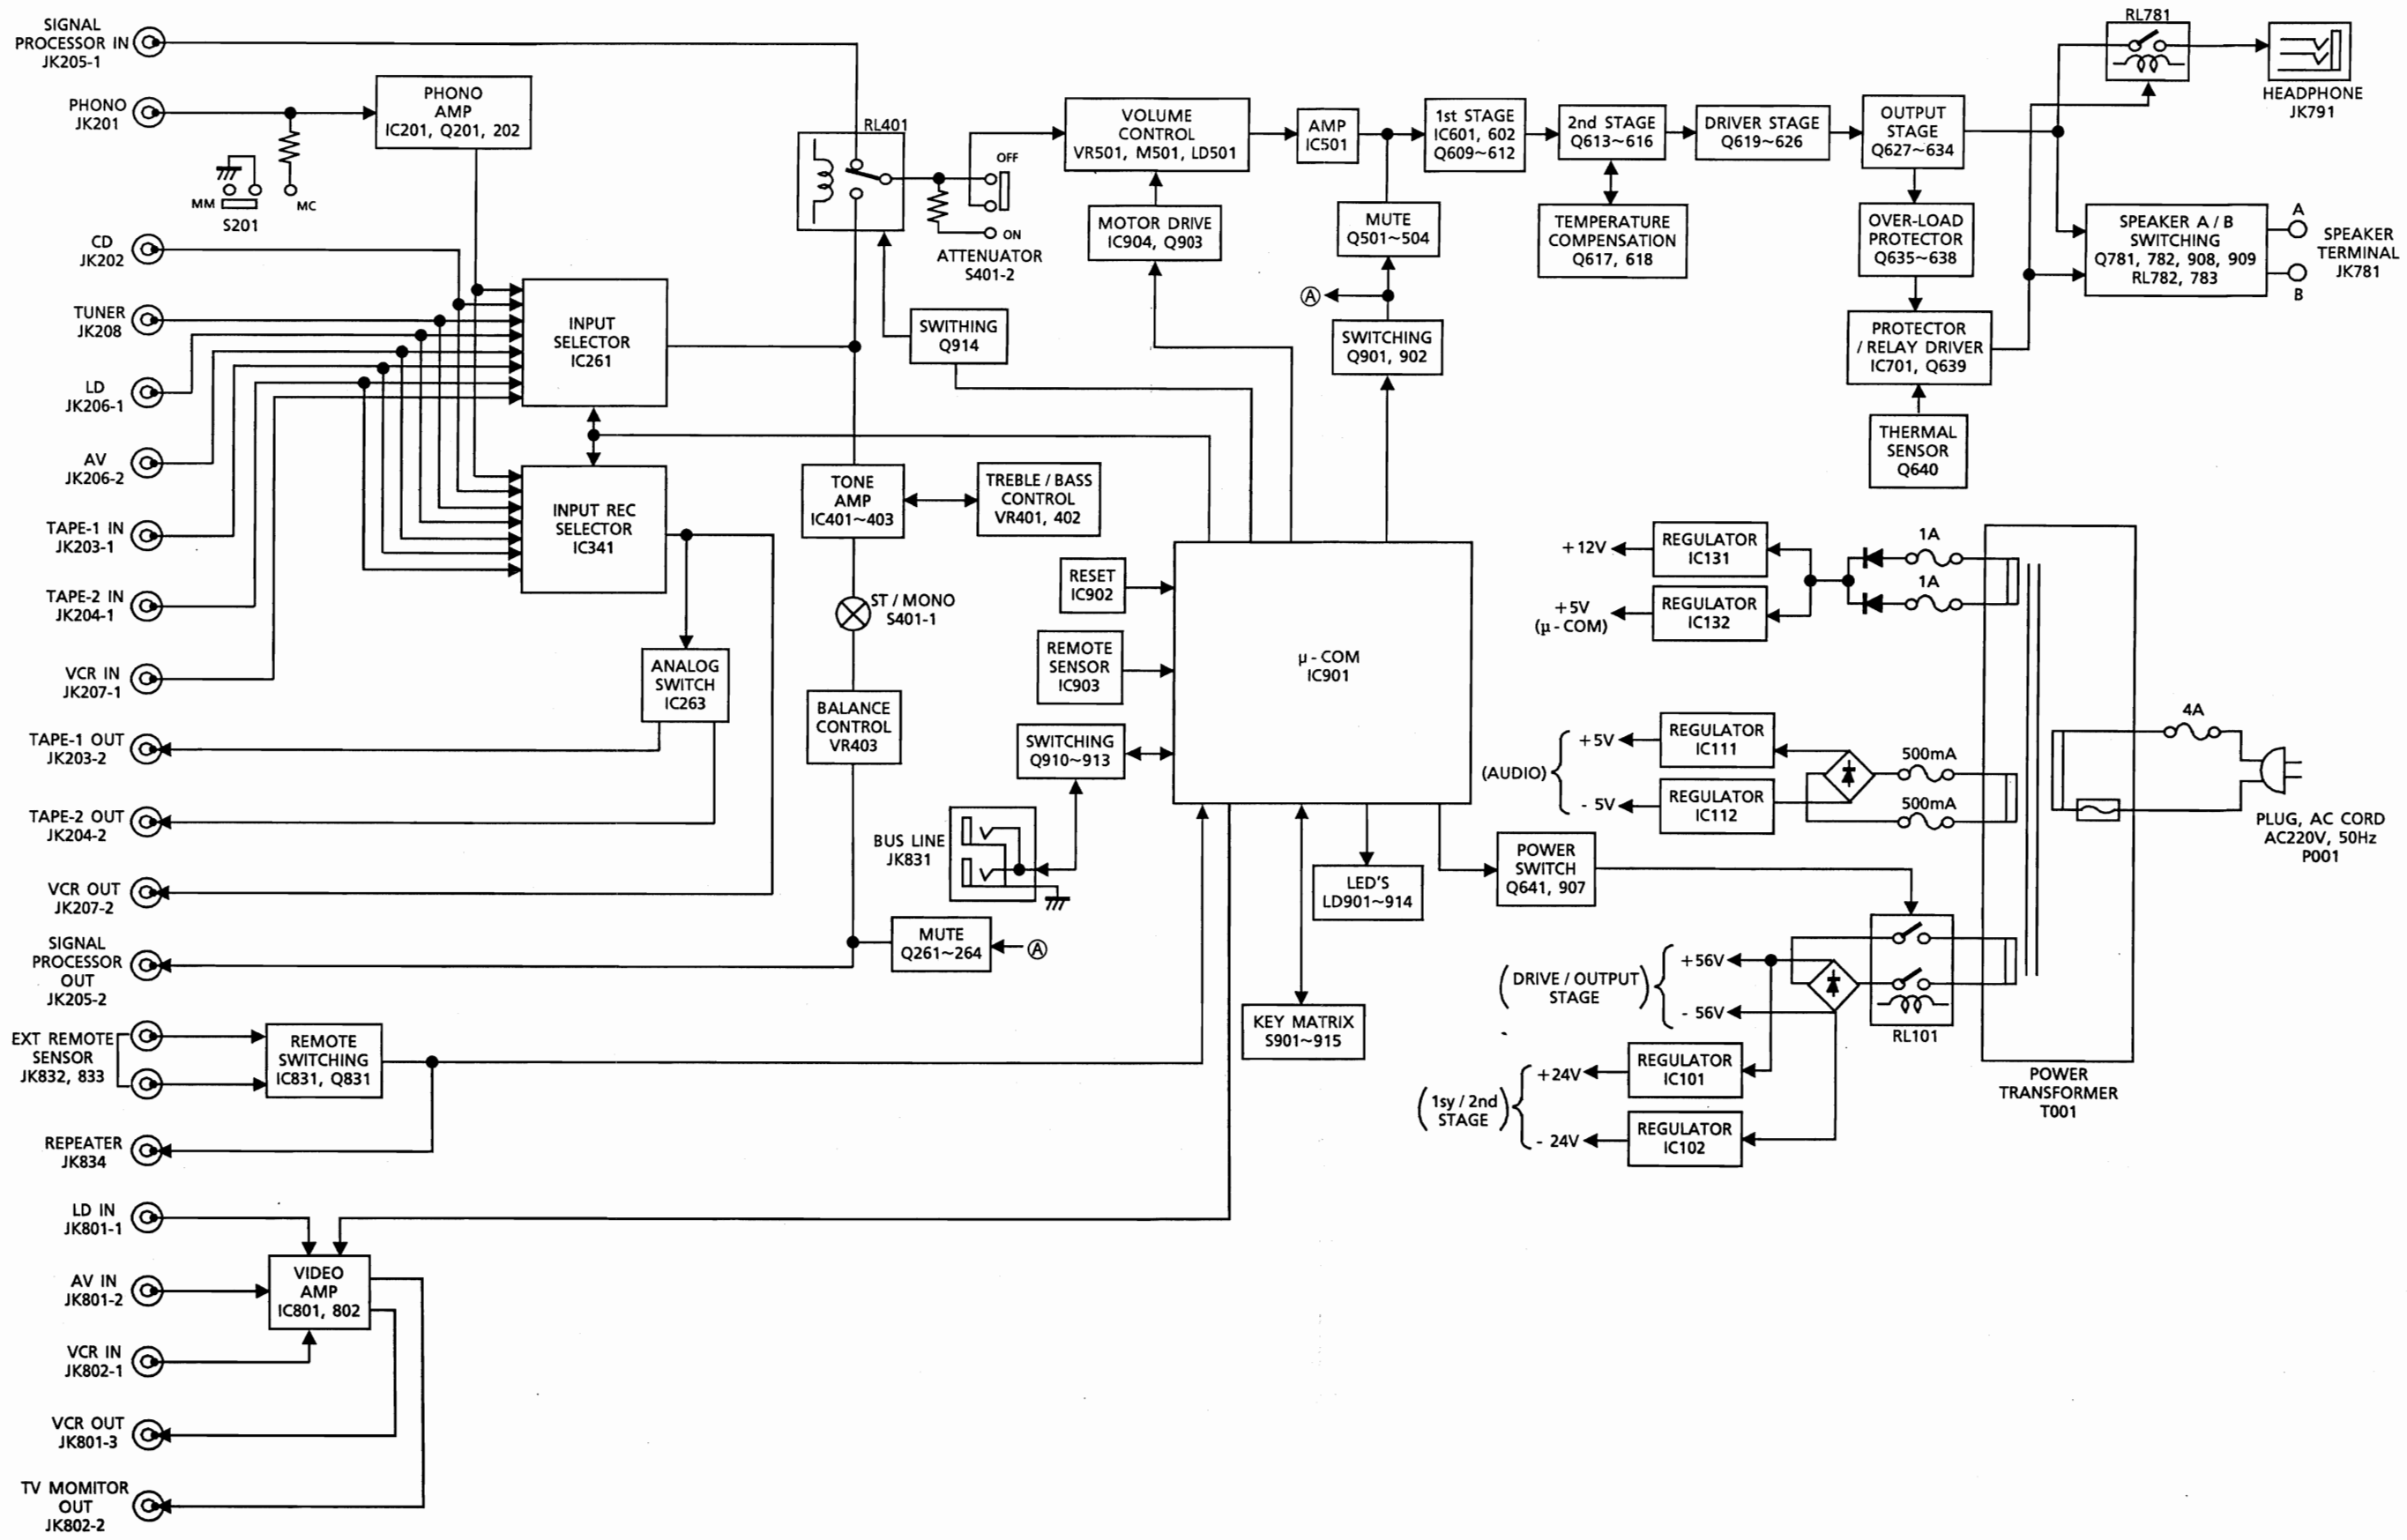 SIGNAL
PROCESSOR IN
JK205-1
PHONO
JK201
PHONO
AMP
IC201, Q201, 202
MM
MC
S201
CD
JK202
TUNER
JK208
LD
JK206-1
AV
JK206-2
TAPE-1 IN
JK203-1
TAPE-2 IN
JK204-1
VCR IN
JK207-1
TAPE-1 OUT
JK203-2
TAPE-2 OUT
JK204-2
VCR OUT
JK207-2
SIGNAL
PROCESSOR
OUT
JK205-2
EXT REMOTE
SENSOR
JK832, 833
REMOTE
SWITCHING
IC831, Q831
REPEATER
JK834
LD IN
JK801-1
AV IN
JK801-2
VIDEO
AMP
IC801, 802
VCR IN
JK802-1
VCR OUT
JK801-3
TV MOMITOR
OUT
JK802-2
INPUT
SELECTOR
IC261
INPUT REC
SELECTOR
IC341
ANALOG
SWITCH
IC263
RL401
OFF
ON
ATTENUATOR
S401-2
SWITHING
Q914
TONE
AMP
IC401~403
TREBLE / BASS
CONTROL
VR401, 402
ST / MONO
S401-1
BALANCE
CONTROL
VR403
MUTE
Q261~264
A
VOLUME
CONTROL
VR501, M501, LD501
MOTOR DRIVE
IC904, Q903
AMP
IC501
MUTE
Q501~504
A
SWITCHING
Q901, 902
1st STAGE
IC601, 602
Q609~612
2nd STAGE
Q613~616
TEMPERATURE
COMPENSATION
Q617, 618
DRIVER STAGE
Q619~626
OUTPUT
STAGE
Q627~634
OVER-LOAD
PROTECTOR
Q635~638
PROTECTOR
/ RELAY DRIVER
IC701, Q639
THERMAL
SENSOR
Q640
RL781
HEADPHONE
JK791
SPEAKER A / B
SWITCHING
Q781, 782, 908, 909
RL782, 783
A
B
SPEAKER
TERMINAL
JK781
RESET
IC902
REMOTE
SENSOR
IC903
SWITCHING
Q910~913
BUS LINE
JK831
μ - COM
IC901
LED'S
LD901~914
KEY MATRIX
S901~915
POWER
SWITCH
Q641, 907
+12V
REGULATOR
IC131
1A
+5V
(μ - COM)
REGULATOR
IC132
1A
(AUDIO)
+5V
REGULATOR
IC111
500mA
- 5V
REGULATOR
IC112
500mA
4A
PLUG, AC CORD
AC220V, 50Hz
P001
(DRIVE / OUTPUT
STAGE)
+56V
- 56V
RL101
(1sy / 2nd
STAGE)
+24V
REGULATOR
IC101
- 24V
REGULATOR
IC102
POWER
TRANSFORMER
T001